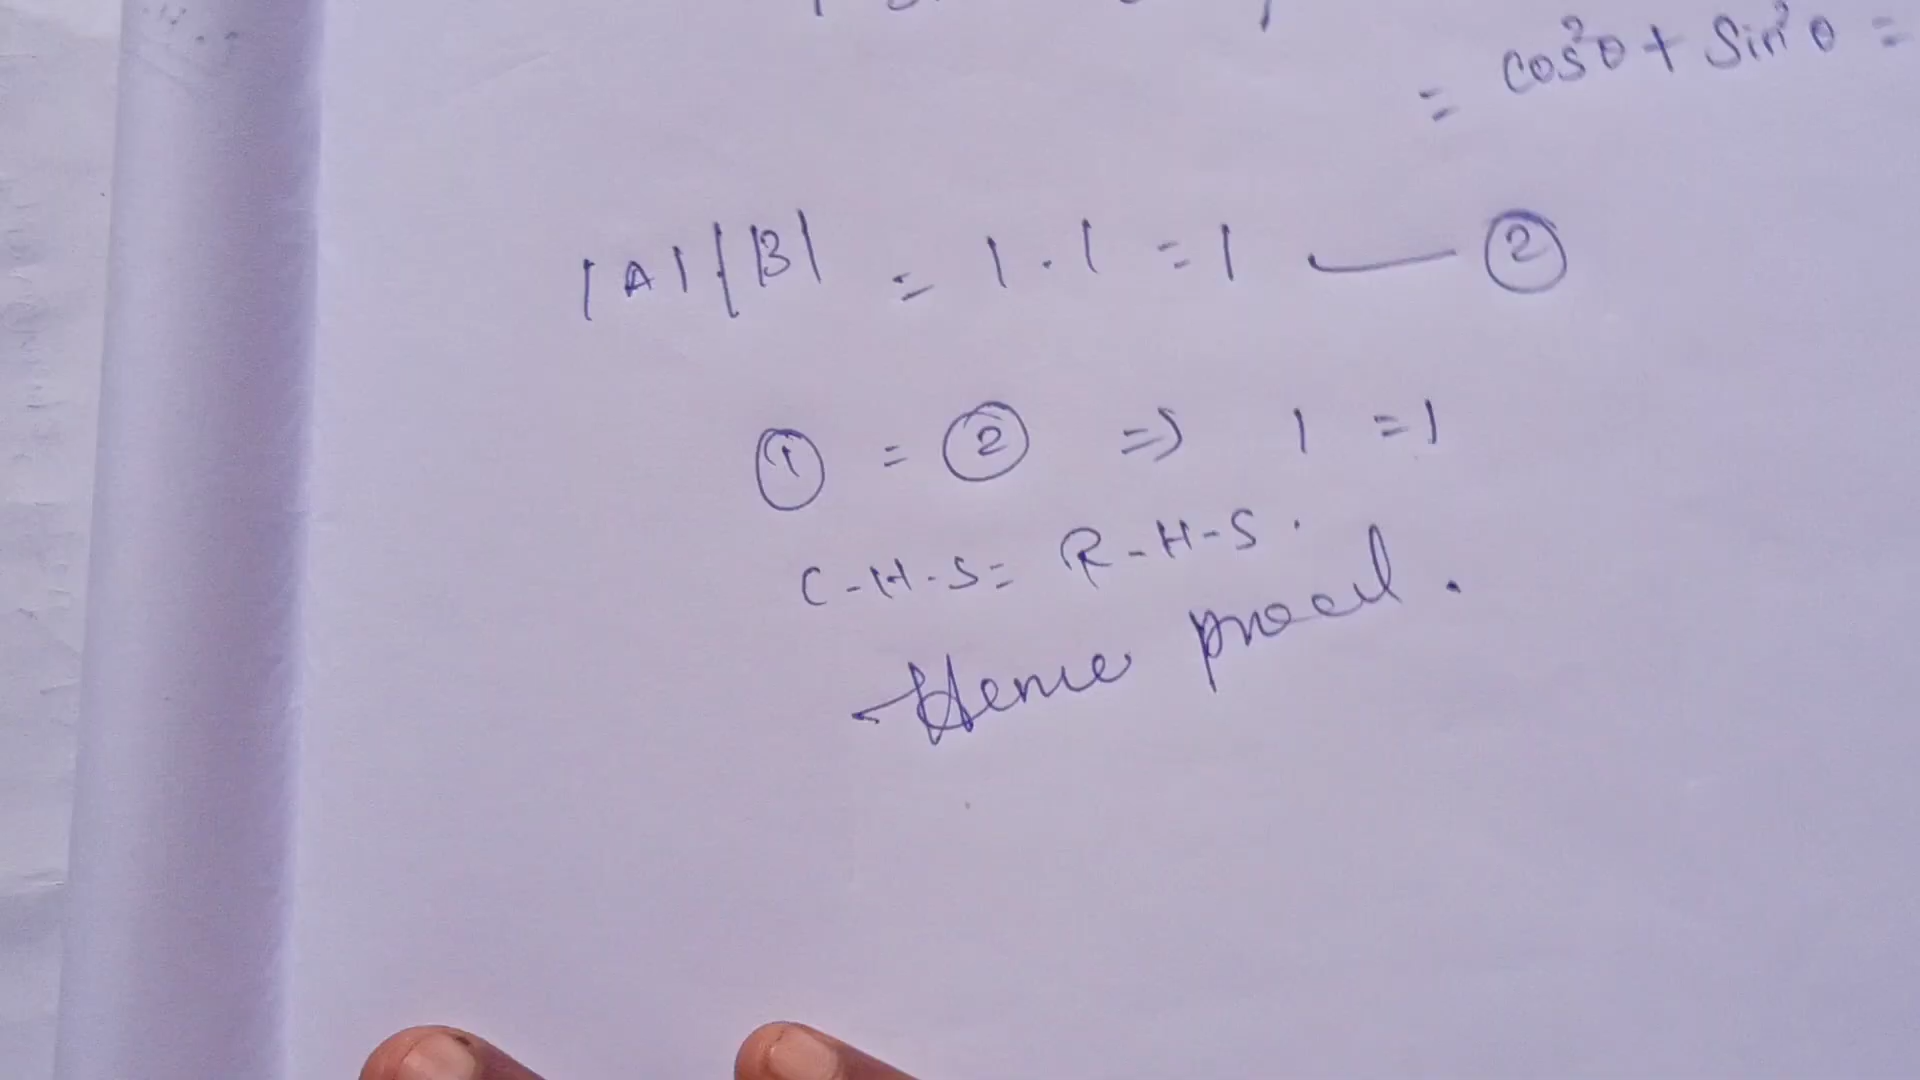 = cos²θ + Sin²θ =
|A| |B| = 1 . 1 = 1 —— ②
① = ② => 1 = 1
L-H-S = R-H-S .
Hence proved .